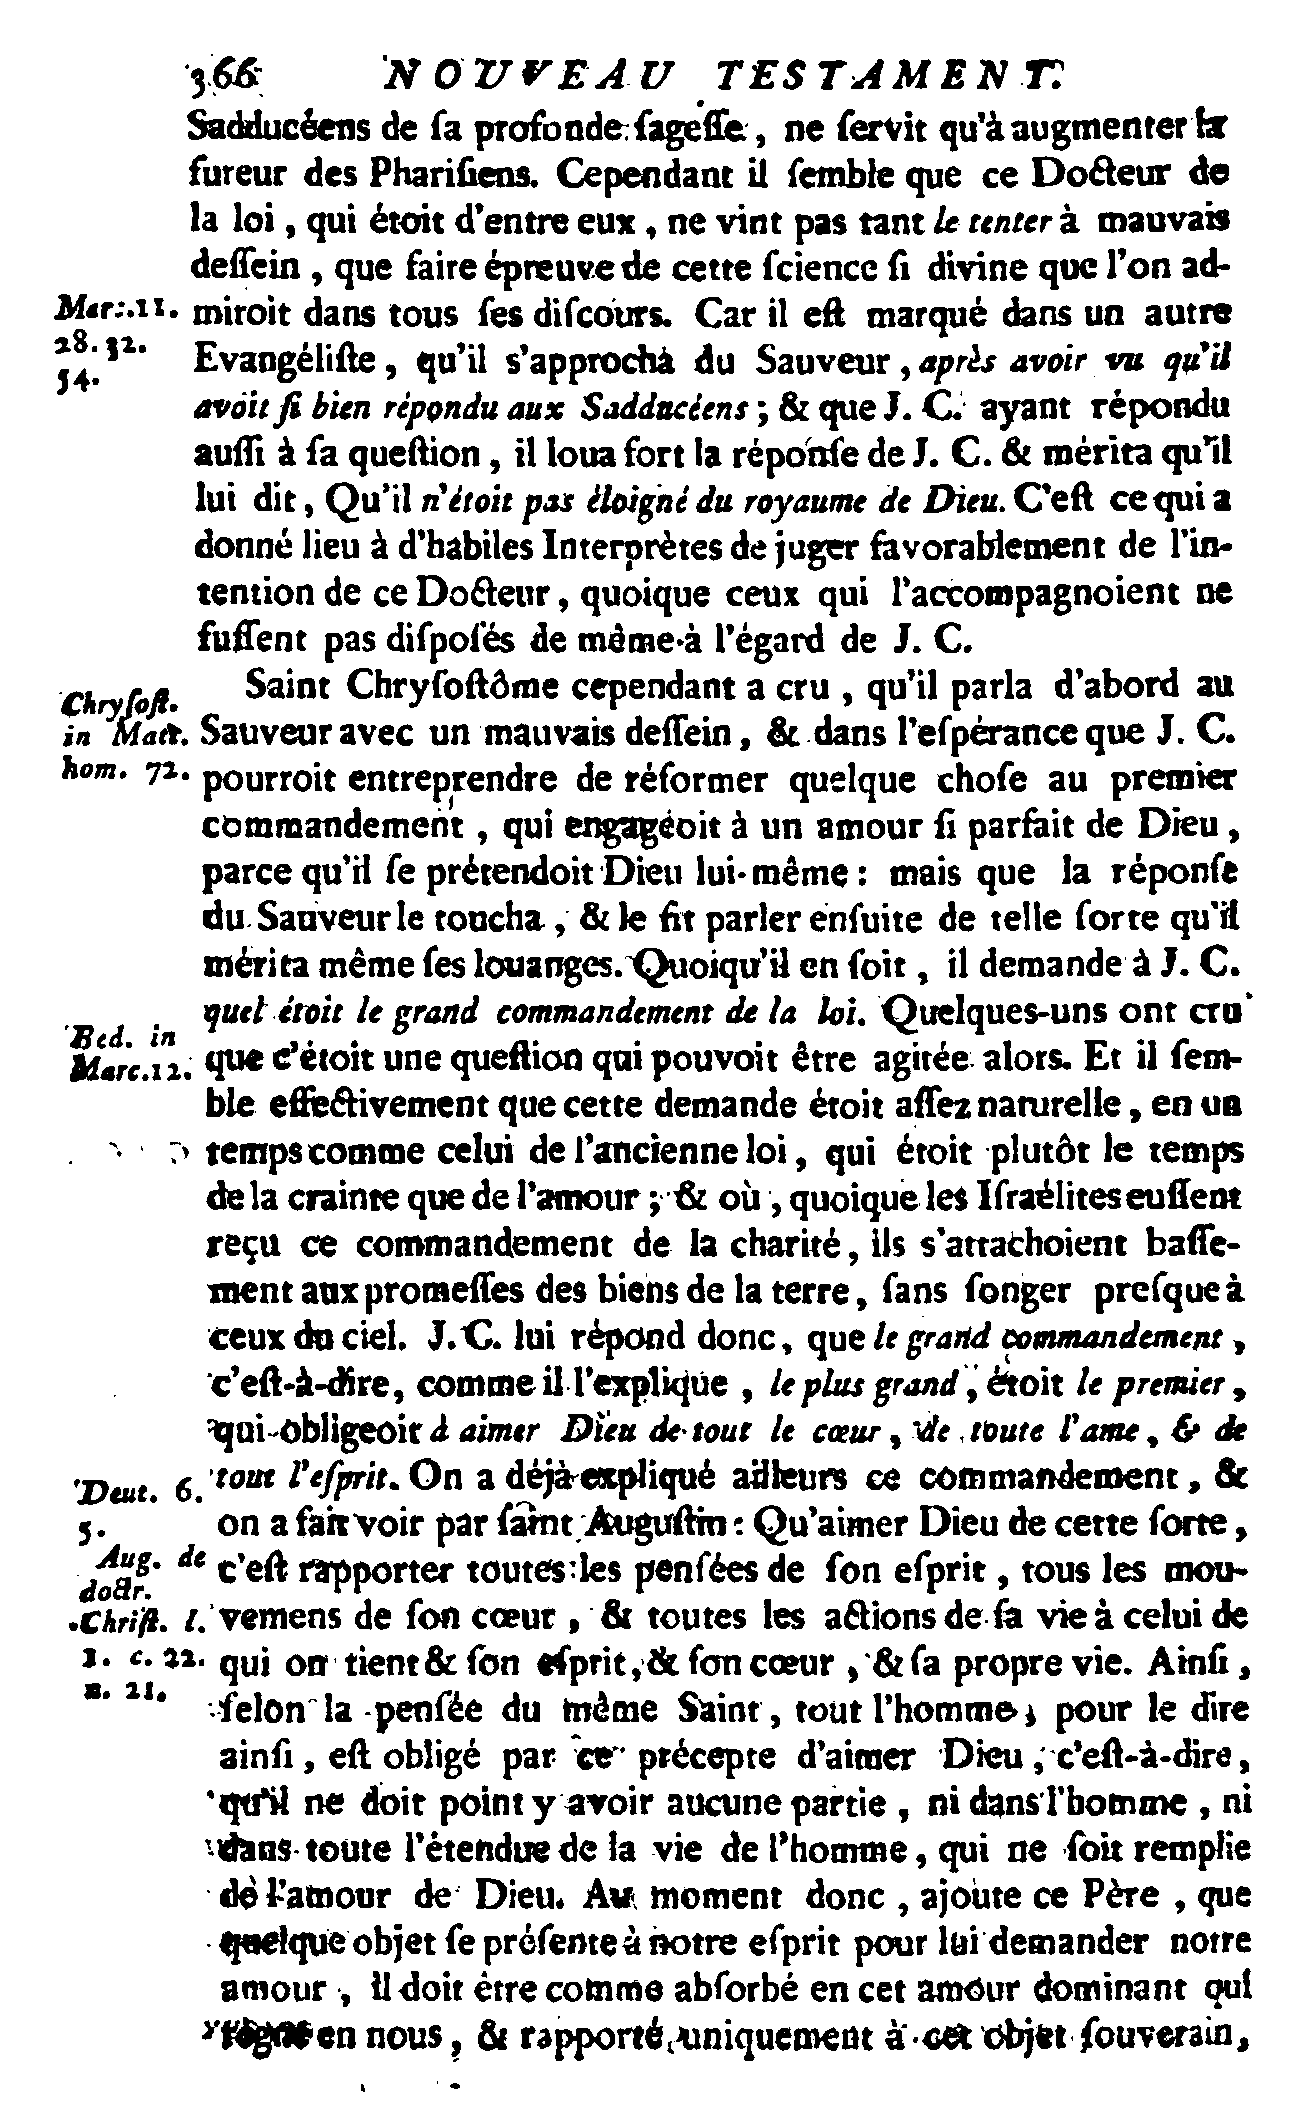 366 NOUVEAU TESTAMENT.
Sadducéens de ſa profonde ſageſſe, ne ſervit qu'à augmenter la
fureur des Phariſiens. Cependant il ſemble que ce Docteur de
la loi, qui étoit d'entre eux, ne vint pas tant le tenter à mauvais
deſſein, que faire épreuve de cette ſcience ſi divine que l'on ad-
Marc. 11. miroit dans tous ſes diſcours. Car il eſt marqué dans un autre
28. 32. Evangéliſte, qu'il s'approcha du Sauveur, après avoir vu qu'il
34.
avoit ſi bien répondu aux Sadducéens; & que J. C. ayant répondu
auſſi à ſa queſtion, il loua fort la réponſe de J. C. & mérita qu'il
lui dit, Qu'il n'étoit pas éloigné du royaume de Dieu. C'eſt ce qui a
donné lieu à d'habiles Interprètes de juger favorablement de l'in-
tention de ce Docteur, quoique ceux qui l'accompagnoient ne
fuſſent pas diſpoſés de même à l'égard de J. C.
Chryſoſt. Saint Chryſoſtôme cependant a cru, qu'il parla d'abord au
in Matt. Sauveur avec un mauvais deſſein, & dans l'eſpérance que J. C.
hom. 72. pourroit entreprendre de réformer quelque choſe au premier
commandement, qui engageoit à un amour ſi parfait de Dieu,
parce qu'il ſe prétendoit Dieu lui-même: mais que la réponſe
du Sauveur le toucha, & le fit parler enſuite de telle ſorte qu'il
mérita même ſes louanges. Quoiqu'il en ſoit, il demande à J. C.
quel étoit le grand commandement de la loi. Quelques-uns ont cru
Bed. in
Marc. 12. que c'étoit une queſtion qui pouvoit être agitée alors. Et il ſem-
ble effectivement que cette demande étoit aſſez naturelle, en un
temps comme celui de l'ancienne loi, qui étoit plutôt le temps
de la crainte que de l'amour; & où, quoique les Iſraélites euſſent
reçu ce commandement de la charité, ils s'attachoient baſſe-
ment aux promeſſes des biens de la terre, ſans ſonger preſque à
ceux du ciel. J. C. lui répond donc, que le grand commandement,
c'eſt-à-dire, comme il l'explique, le plus grand, étoit le premier,
qui obligeoit à aimer Dieu de tout le cœur, de toute l'ame, & de
Deut. 6. tout l'eſprit. On a déjà expliqué ailleurs ce commandement, &
5. on a fait voir par ſaint Auguſtin: Qu'aimer Dieu de cette ſorte,
Aug. de c'eſt rapporter toutes les penſées de ſon eſprit, tous les mou-
doctr.
Chriſt. l. vemens de ſon cœur, & toutes les actions de ſa vie à celui de
1. c. 22. qui on tient & ſon eſprit, & ſon cœur, & ſa propre vie. Ainſi,
n. 21.
ſelon la penſée du même Saint, tout l'homme, pour le dire
ainſi, eſt obligé par ce précepte d'aimer Dieu, c'eſt-à-dire,
qu'il ne doit point y avoir aucune partie, ni dans l'homme, ni
dans toute l'étendue de la vie de l'homme, qui ne ſoit remplie
de l'amour de Dieu. Au moment donc, ajoute ce Père, que
quelque objet ſe préſente à notre eſprit pour lui demander notre
amour, il doit être comme abſorbé en cet amour dominant qui
règne en nous, & rapporté uniquement à cet objet ſouverain,